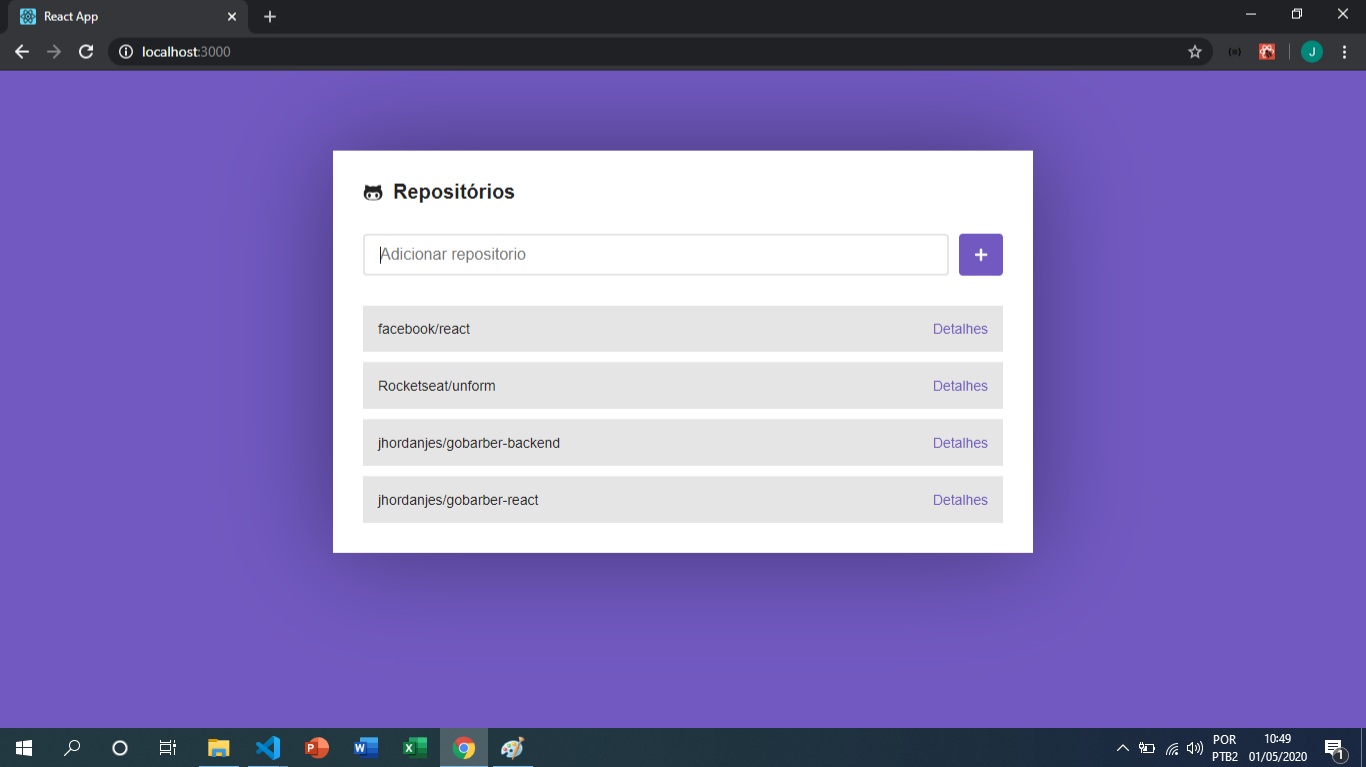 React App
localhost:3000
J
Repositórios
Adicionar repositorio
+
facebook/react Detalhes
Rocketseat/unform Detalhes
jhordanjes/gobarber-backend Detalhes
jhordanjes/gobarber-react Detalhes
POR 10:49
PTB2 01/05/2020 1